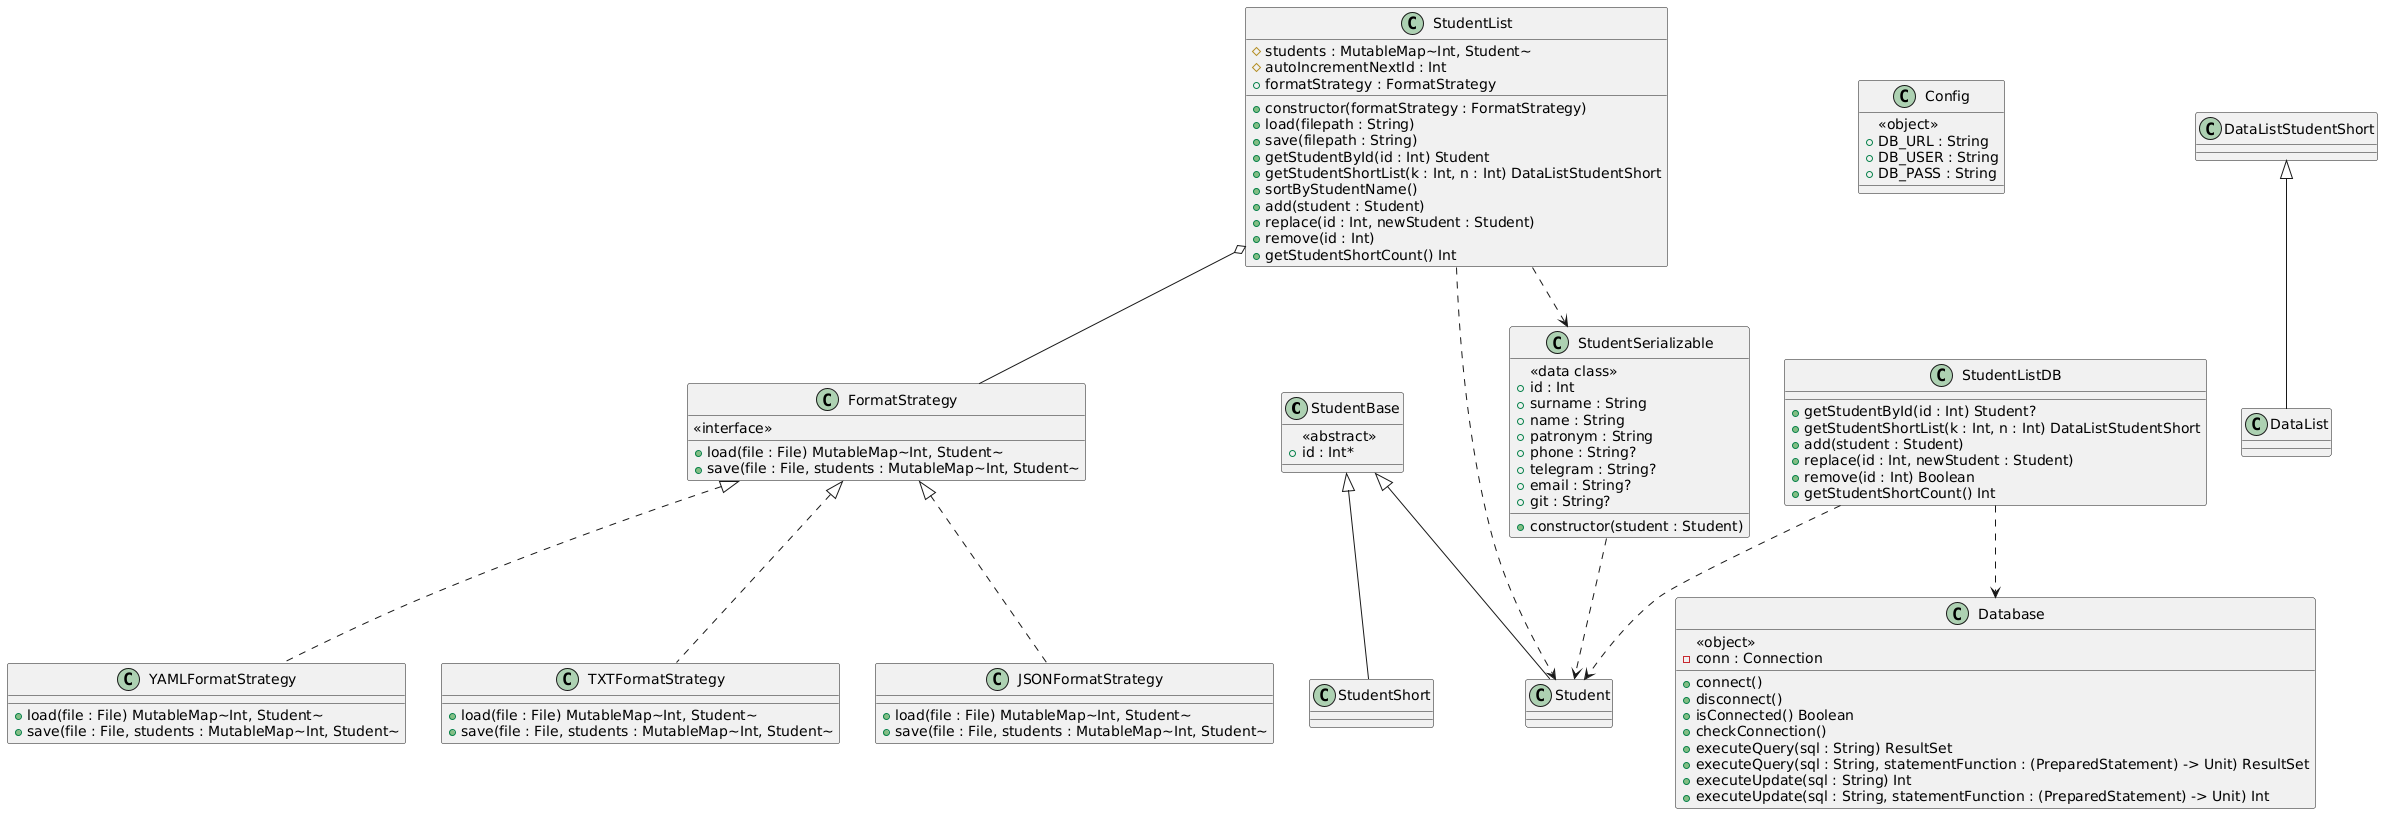 C StudentList
students : MutableMap~Int, Student~
autoIncrementNextId : Int
formatStrategy : FormatStrategy
constructor(formatStrategy : FormatStrategy)
load(filepath : String)
save(filepath : String)
getStudentById(id : Int) Student
getStudentShortList(k : Int, n : Int) DataListStudentShort
sortByStudentName()
add(student : Student)
replace(id : Int, newStudent : Student)
remove(id : Int)
getStudentShortCount() Int
C Config
«object»
DB_URL : String
DB_USER : String
DB_PASS : String
C DataListStudentShort
C FormatStrategy
«interface»
load(file : File) MutableMap~Int, Student~
save(file : File, students : MutableMap~Int, Student~
C StudentBase
«abstract»
id : Int*
C StudentSerializable
«data class»
id : Int
surname : String
name : String
patronym : String
phone : String?
telegram : String?
email : String?
git : String?
constructor(student : Student)
C StudentListDB
getStudentById(id : Int) Student?
getStudentShortList(k : Int, n : Int) DataListStudentShort
add(student : Student)
replace(id : Int, newStudent : Student)
remove(id : Int) Boolean
getStudentShortCount() Int
C DataList
C YAMLFormatStrategy
load(file : File) MutableMap~Int, Student~
save(file : File, students : MutableMap~Int, Student~
C TXTFormatStrategy
load(file : File) MutableMap~Int, Student~
save(file : File, students : MutableMap~Int, Student~
C JSONFormatStrategy
load(file : File) MutableMap~Int, Student~
save(file : File, students : MutableMap~Int, Student~
C StudentShort
C Student
C Database
«object»
conn : Connection
connect()
disconnect()
isConnected() Boolean
checkConnection()
executeQuery(sql : String) ResultSet
executeQuery(sql : String, statementFunction : (PreparedStatement) -> Unit) ResultSet
executeUpdate(sql : String) Int
executeUpdate(sql : String, statementFunction : (PreparedStatement) -> Unit) Int